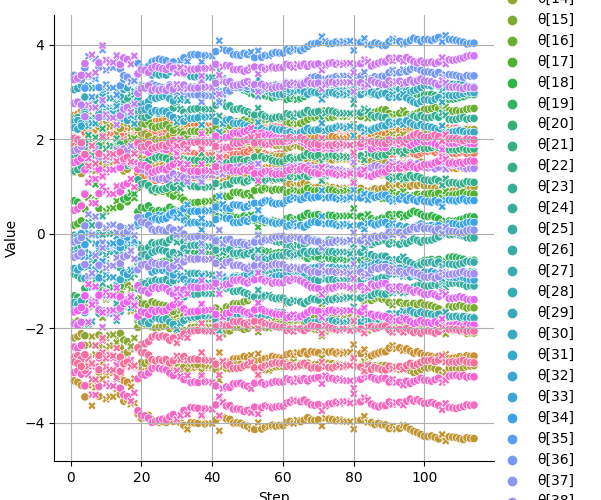 θ[14]
4
θ[15]
θ[16]
θ[17]
θ[18]
2
θ[19]
θ[20]
θ[21]
θ[22]
Value
0
θ[23]
θ[24]
θ[25]
θ[26]
−2
θ[27]
θ[28]
θ[29]
θ[30]
θ[31]
−4
θ[32]
θ[33]
θ[34]
θ[35]
θ[36]
0 20 40 60 80 100
θ[37]
Step
θ[38]